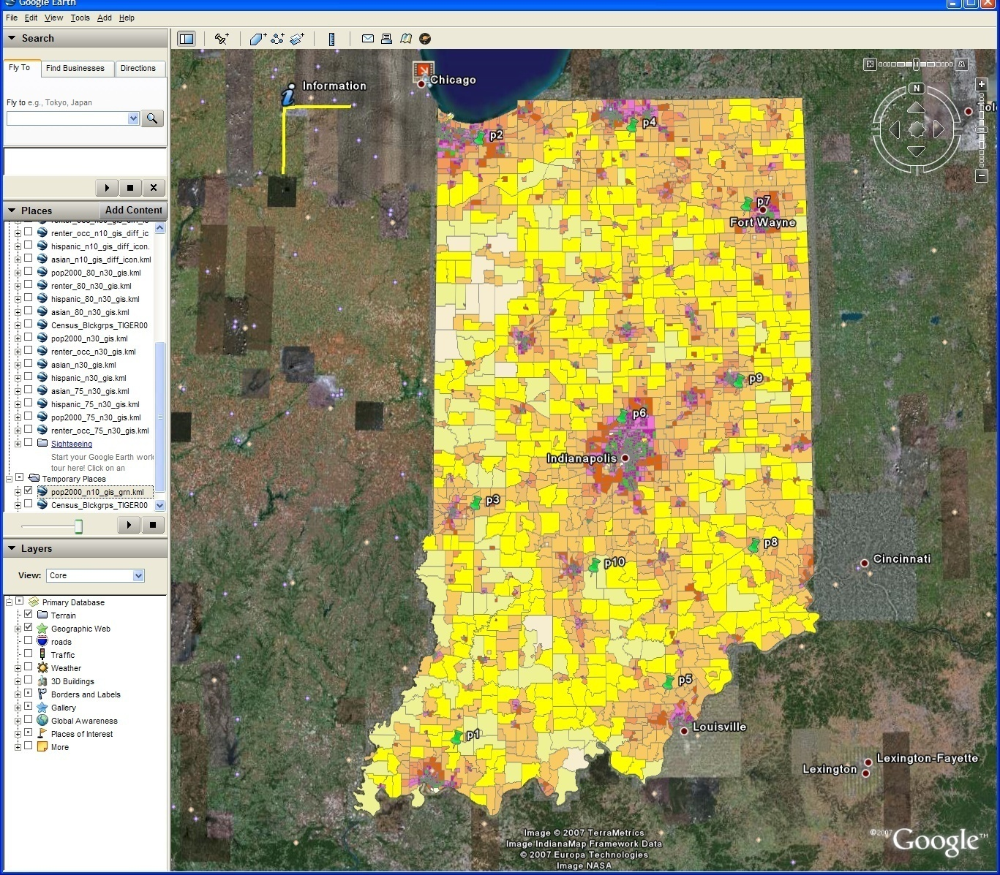 Google Earth
File Edit View Tools Add Help
Search
Fly To Find Businesses Directions
Fly to e.g., Tokyo, Japan
Places Add Content
renter_occ_n10_gis_diff_ic
hispanic_n10_gis_diff_icon.
asian_n10_gis_diff_icon.kml
pop2000_80_n30_gis.kml
renter_80_n30_gis.kml
hispanic_80_n30_gis.kml
asian_80_n30_gis.kml
Census_Blckgrps_TIGER00
pop2000_n30_gis.kml
renter_occ_n30_gis.kml
asian_n30_gis.kml
hispanic_n30_gis.kml
asian_75_n30_gis.kml
hispanic_75_n30_gis.kml
pop2000_75_n30_gis.kml
renter_occ_75_n30_gis.kml
Sightseeing
Start your Google Earth work
tour here! Click on an
Temporary Places
pop2000_n10_gis_grn.kml
Census_Blckgrps_TIGER00
Layers
View: Core
Primary Database
Terrain
Geographic Web
roads
Traffic
Weather
3D Buildings
Borders and Labels
Gallery
Global Awareness
Places of Interest
More
Information
Chicago
N
p2
p4
p7
Fort Wayne
p9
p6
Indianapolis
p3
p8
p10
Cincinnati
p5
Louisville
p1
Lexington-Fayette
Lexington
Image © 2007 TerraMetrics
Image IndianaMap Framework Data
© 2007 Europa Technologies
Image NASA
©2007 Google™